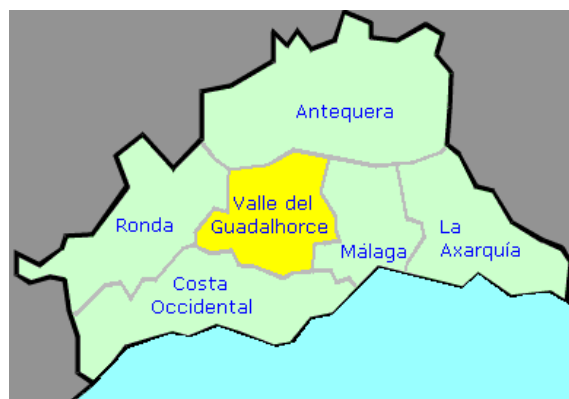 Antequera
Valle del
Guadalhorce
Ronda
La
Axarquía
Málaga
Costa
Occidental